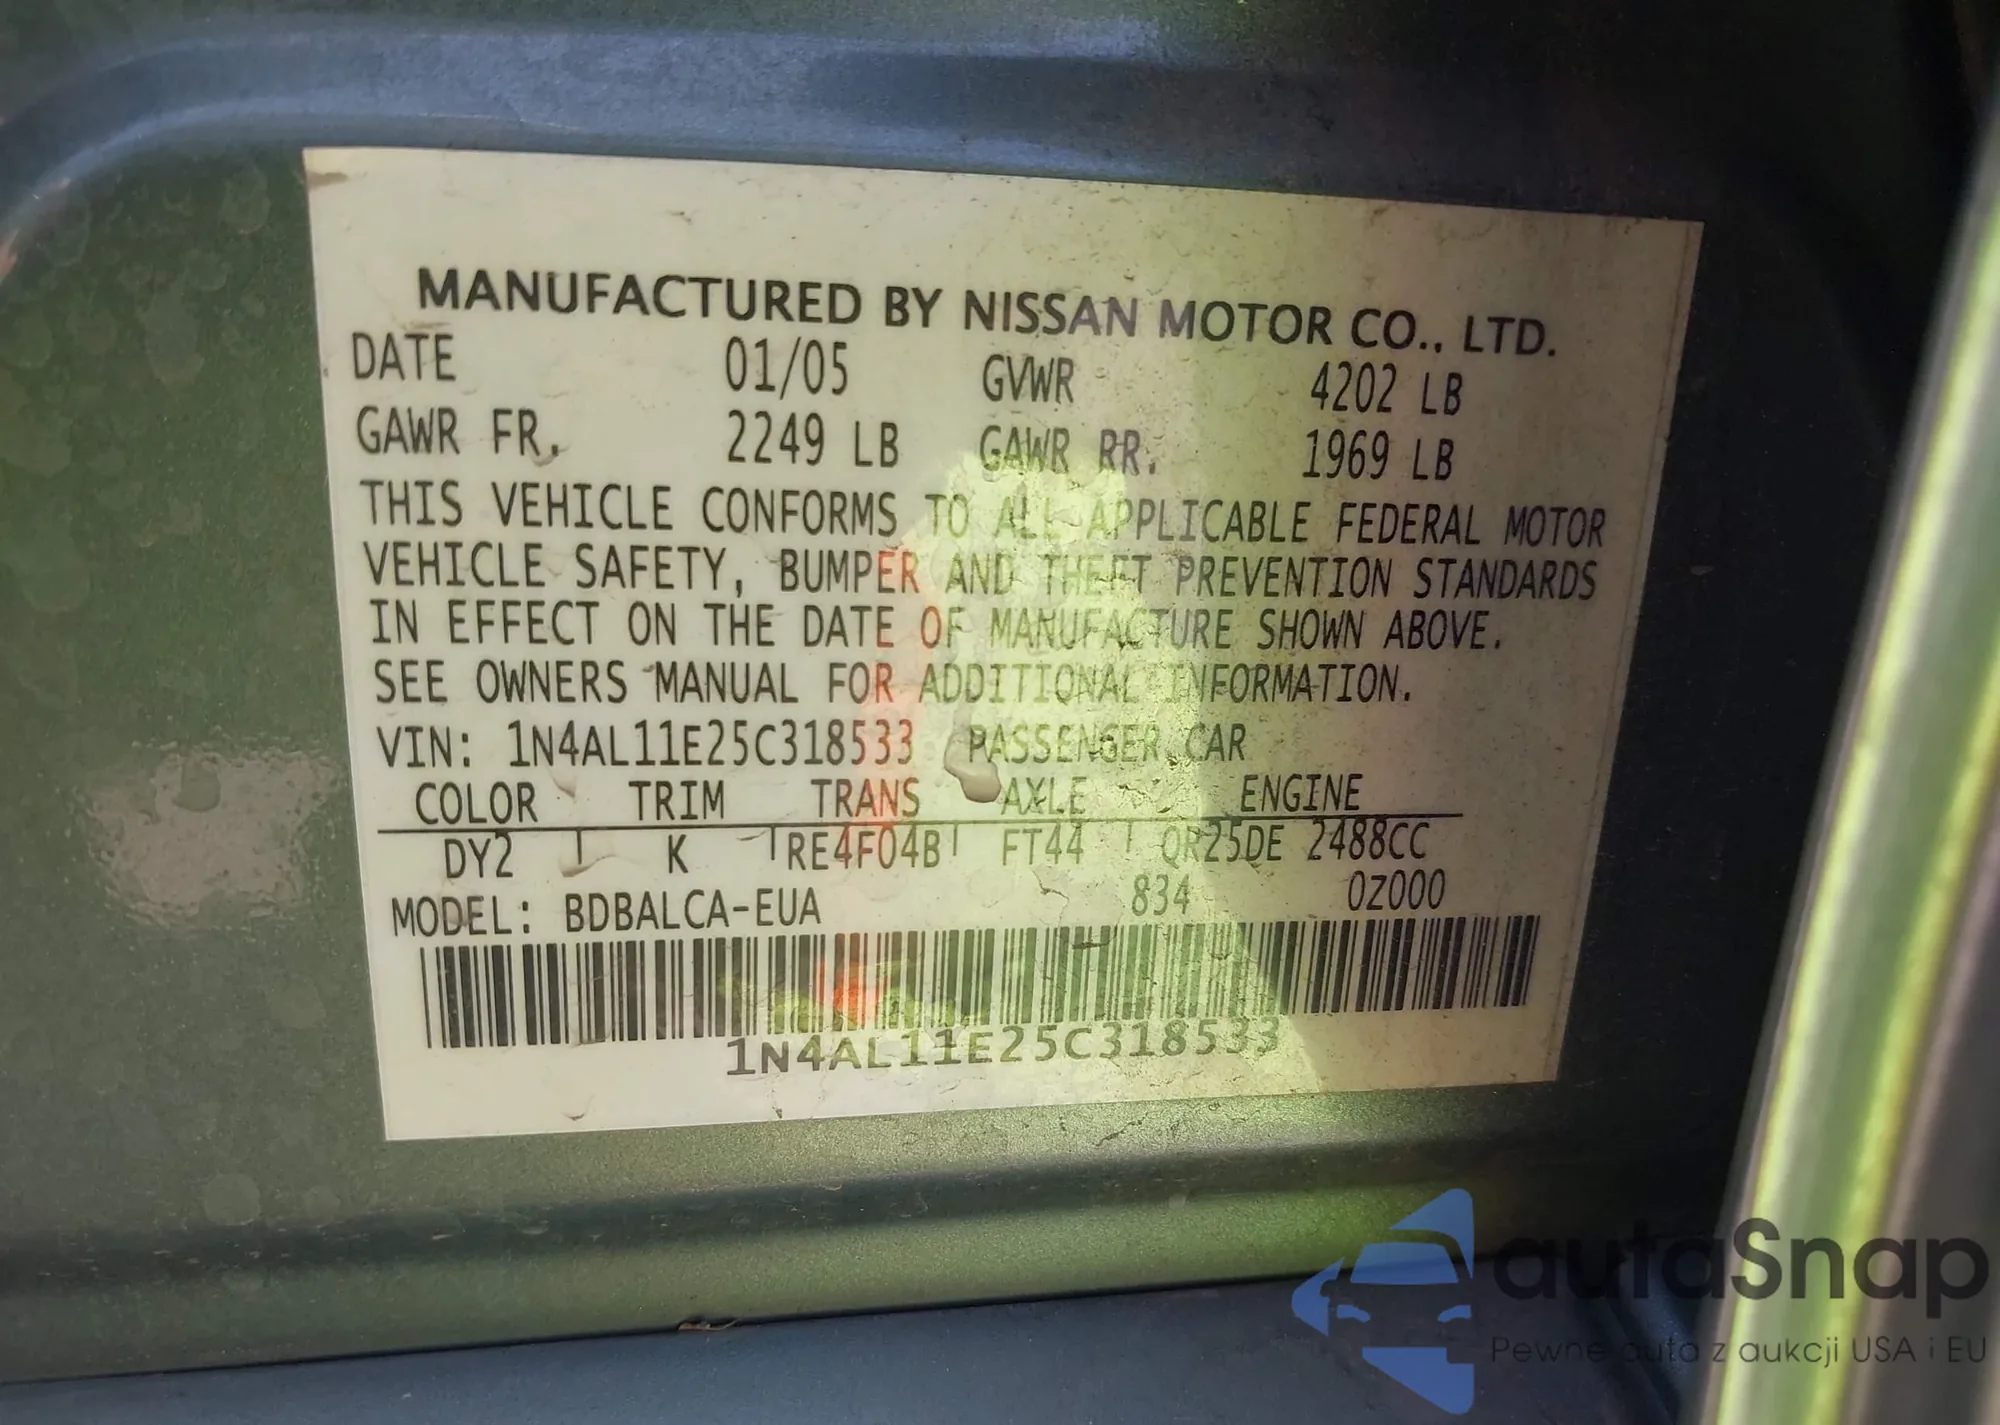 MANUFACTURED BY NISSAN MOTOR CO., LTD.
DATE 01/05 GVWR 4202 LB
GAWR FR. 2249 LB GAWR RR. 1969 LB
THIS VEHICLE CONFORMS TO ALL APPLICABLE FEDERAL MOTOR
VEHICLE SAFETY, BUMPER AND THEFT PREVENTION STANDARDS
IN EFFECT ON THE DATE OF MANUFACTURE SHOWN ABOVE.
SEE OWNERS MANUAL FOR ADDITIONAL INFORMATION.
VIN: 1N4AL11E25C318533 PASSENGER CAR
COLOR TRIM TRANS AXLE ENGINE
DY2 K RE4F04B FT44 QR25DE 2488CC
MODEL: BDBALCA-EUA 834 0Z000
1N4AL11E25C318533
autaSnap
Pewne auta z aukcji USA i EU